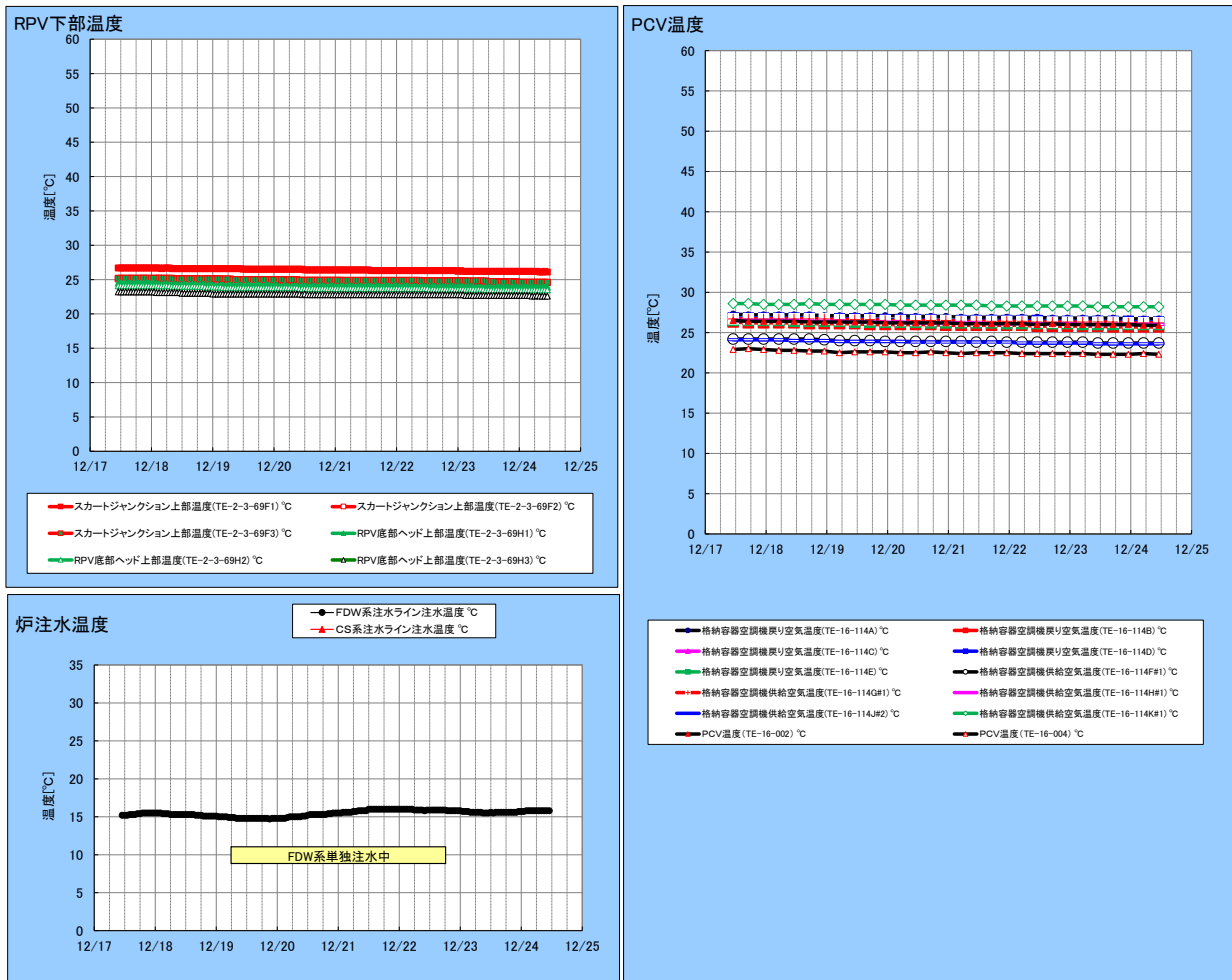 RPV下部温度
60
55
50
45
40
35
30
25
20
15
10
5
0
温度[℃]
12/17 12/18 12/19 12/20 12/21 12/22 12/23 12/24 12/25
スカートジャンクション上部温度(TE-2-3-69F1) ℃ スカートジャンクション上部温度(TE-2-3-69F2) ℃
スカートジャンクション上部温度(TE-2-3-69F3) ℃ RPV底部ヘッド上部温度(TE-2-3-69H1) ℃
RPV底部ヘッド上部温度(TE-2-3-69H2) ℃ RPV底部ヘッド上部温度(TE-2-3-69H3) ℃
炉注水温度
FDW系注水ライン注水温度 ℃
CS系注水ライン注水温度 ℃
35
30
25
20
15
10
5
0
温度[℃]
FDW系単独注水中
12/17 12/18 12/19 12/20 12/21 12/22 12/23 12/24 12/25
PCV温度
60
55
50
45
40
35
30
25
20
15
10
5
0
温度[℃]
12/17 12/18 12/19 12/20 12/21 12/22 12/23 12/24 12/25
格納容器空調機戻り空気温度(TE-16-114A) ℃ 格納容器空調機戻り空気温度(TE-16-114B) ℃
格納容器空調機戻り空気温度(TE-16-114C) ℃ 格納容器空調機戻り空気温度(TE-16-114D) ℃
格納容器空調機戻り空気温度(TE-16-114E) ℃ 格納容器空調機供給空気温度(TE-16-114F#1) ℃
格納容器空調機供給空気温度(TE-16-114G#1) ℃ 格納容器空調機供給空気温度(TE-16-114H#1) ℃
格納容器空調機供給空気温度(TE-16-114J#2) ℃ 格納容器空調機供給空気温度(TE-16-114K#1) ℃
PCV温度(TE-16-002) ℃ PCV温度(TE-16-004) ℃